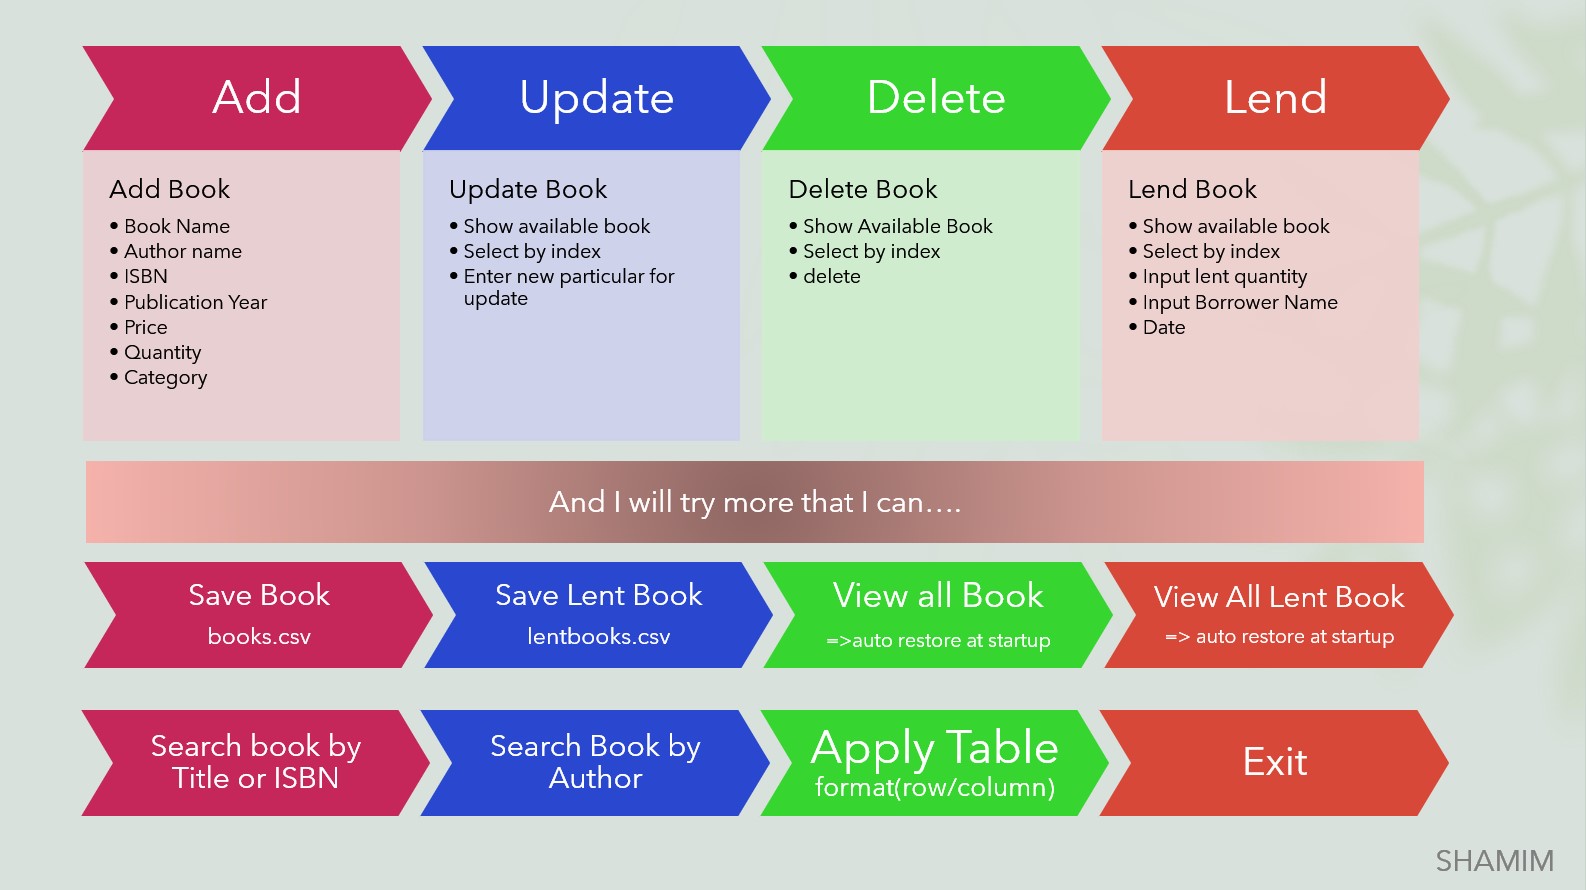 Add
Update
Delete
Lend
Add Book
• Book Name
• Author name
• ISBN
• Publication Year
• Price
• Quantity
• Category
Update Book
• Show available book
• Select by index
• Enter new particular for
update
Delete Book
• Show Available Book
• Select by index
• delete
Lend Book
• Show available book
• Select by index
• Input lent quantity
• Input Borrower Name
• Date
And I will try more that I can....
Save Book
books.csv
Save Lent Book
lentbooks.csv
View all Book
=>auto restore at startup
View All Lent Book
=> auto restore at startup
Search book by
Title or ISBN
Search Book by
Author
Apply Table
format(row/column)
Exit
SHAMIM